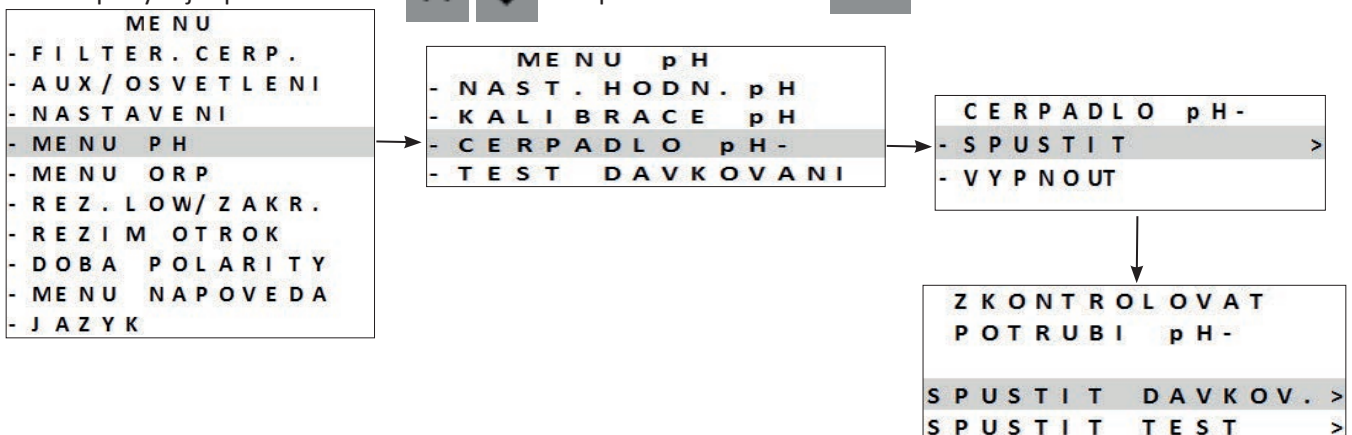 MENU
- FILTER.CERP.
- AUX/OSVETLENI
- NASTAVENI
- MENU PH
- MENU ORP
- REZ.LOW/ZAKR.
- REZIM OTROK
- DOBA POLARITY
- MENU NAPOVEDA
- JAZYK
MENU pH
- NAST.HODN.pH
- KALIBRACE pH
- CERPADLO pH-
- TEST DAVKOVANI
CERPADLO pH-
- SPUSTIT >
- VYPNOUT
ZKONTROLOVAT
POTRUBI pH-
SPUSTIT DAVKOV. >
SPUSTIT TEST >